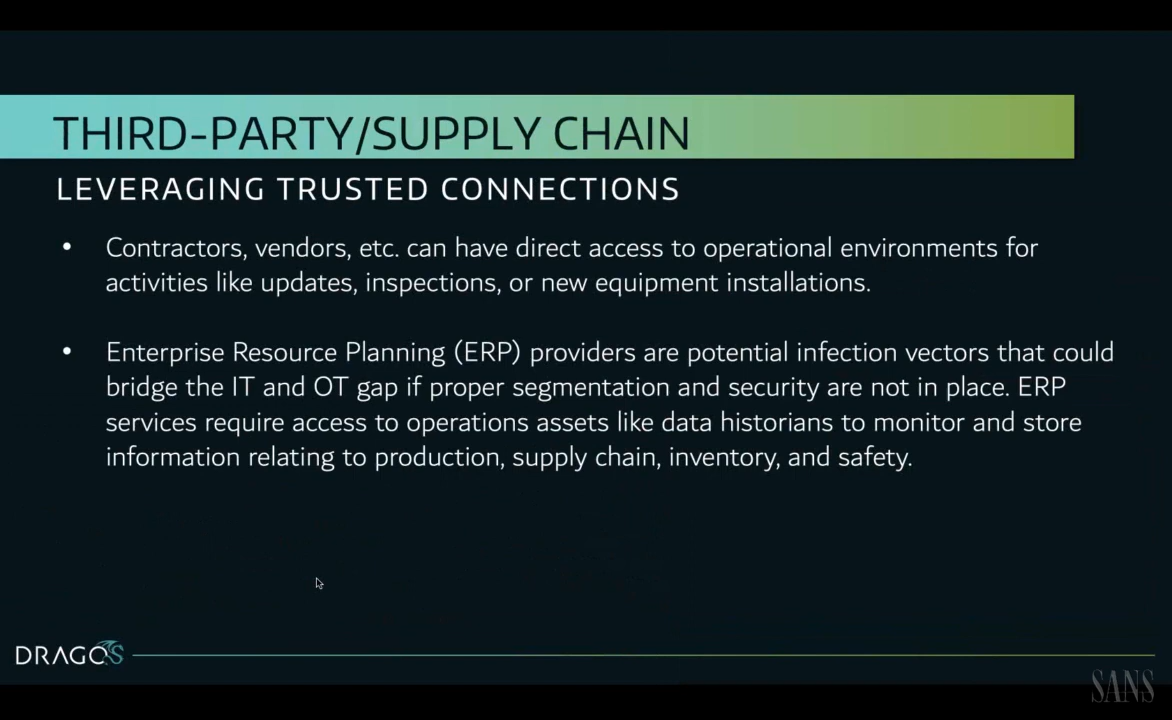 THIRD-PARTY/SUPPLY CHAIN
LEVERAGING TRUSTED CONNECTIONS
• Contractors, vendors, etc. can have direct access to operational environments for
activities like updates, inspections, or new equipment installations.
• Enterprise Resource Planning (ERP) providers are potential infection vectors that could
bridge the IT and OT gap if proper segmentation and security are not in place. ERP
services require access to operations assets like data historians to monitor and store
information relating to production, supply chain, inventory, and safety.
DRAGOS
SANS